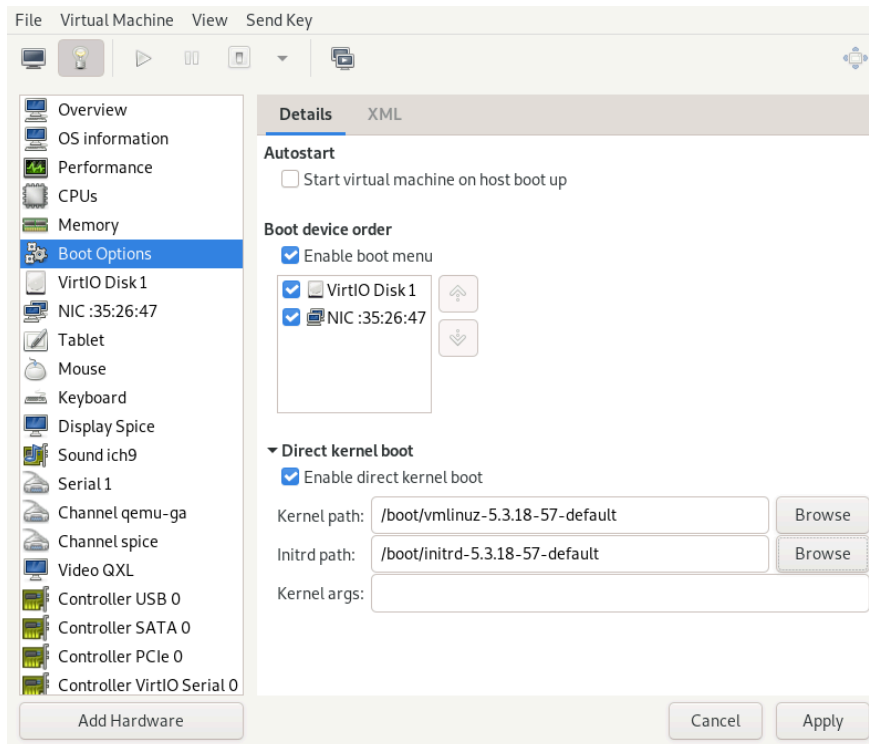 File Virtual Machine View Send Key
Overview
OS information
Performance
CPUs
Memory
Boot Options
VirtIO Disk 1
NIC :35:26:47
Tablet
Mouse
Keyboard
Display Spice
Sound ich9
Serial 1
Channel qemu-ga
Channel spice
Video QXL
Controller USB 0
Controller SATA 0
Controller PCIe 0
Controller VirtIO Serial 0
Add Hardware
Details XML
Autostart
Start virtual machine on host boot up
Boot device order
Enable boot menu
VirtIO Disk 1
NIC :35:26:47
Direct kernel boot
Enable direct kernel boot
Kernel path: /boot/vmlinuz-5.3.18-57-default Browse
Initrd path: /boot/initrd-5.3.18-57-default Browse
Kernel args:
Cancel Apply